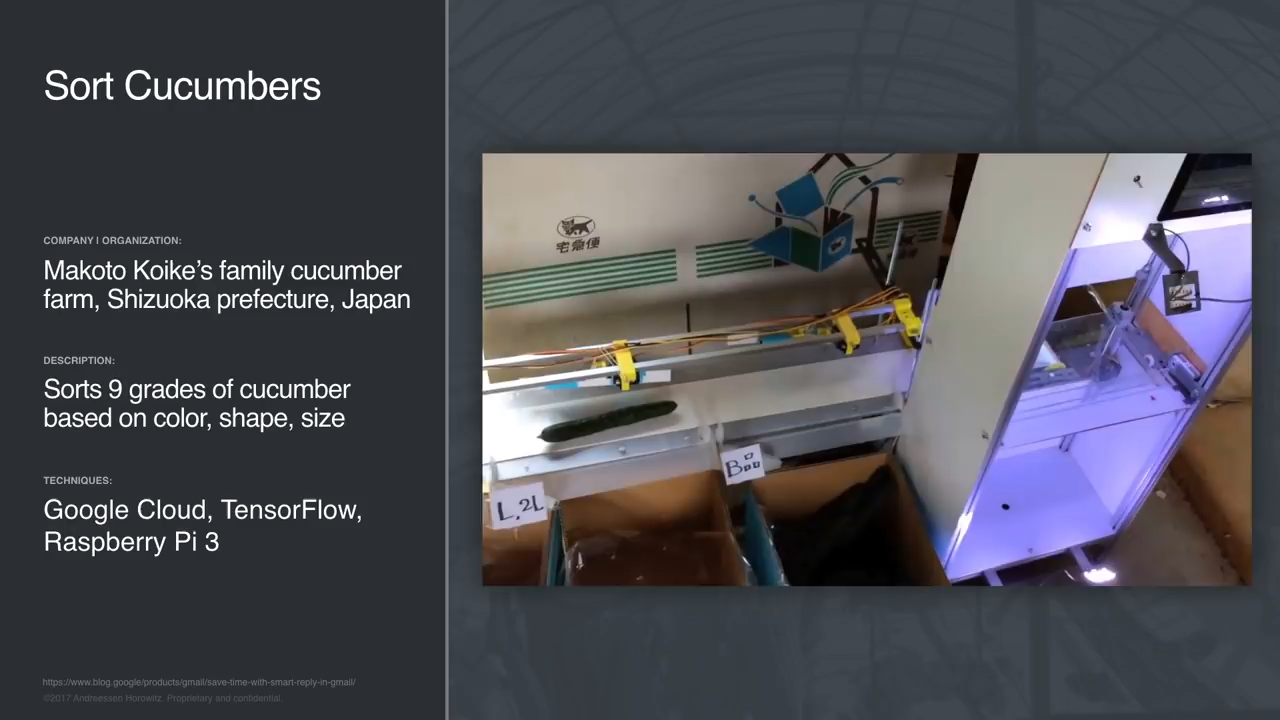 Sort Cucumbers
COMPANY | ORGANIZATION:
Makoto Koike’s family cucumber
farm, Shizuoka prefecture, Japan
DESCRIPTION:
Sorts 9 grades of cucumber
based on color, shape, size
TECHNIQUES:
Google Cloud, TensorFlow,
Raspberry Pi 3
https://www.blog.google/products/gmail/save-time-with-smart-reply-in-gmail/
©2017 Andreessen Horowitz. Proprietary and confidential.
宅急便
B
L,2L